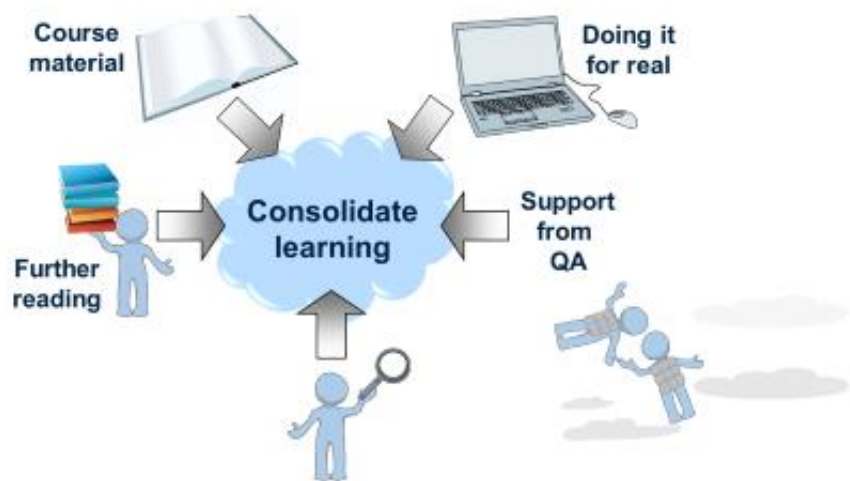 Course
material
Doing it
for real
Consolidate
learning
Support
from
QA
Further
reading